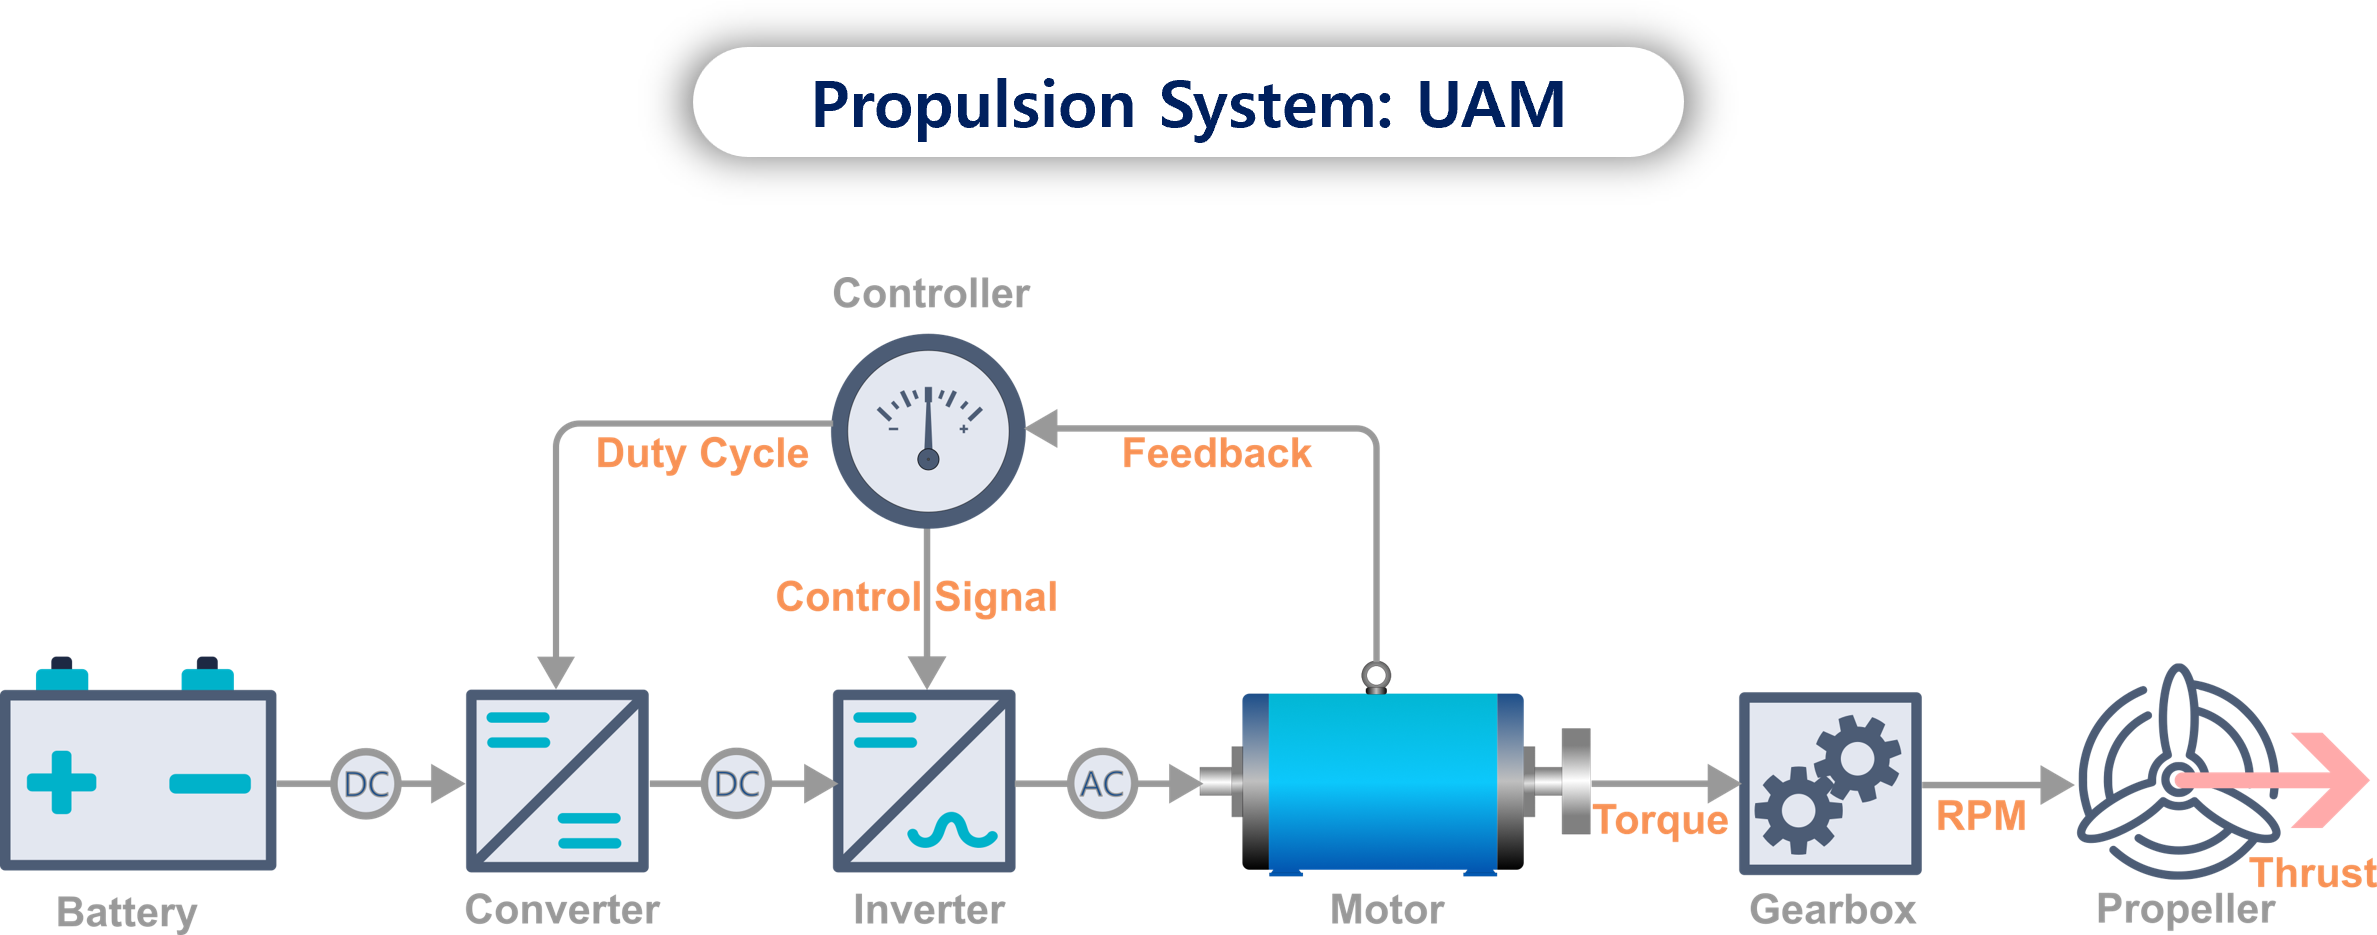 Propulsion System: UAM
Controller
Duty Cycle
Feedback
Control Signal
- +
DC
DC
AC
Torque
RPM
Thrust
Battery
Converter
Inverter
Motor
Gearbox
Propeller